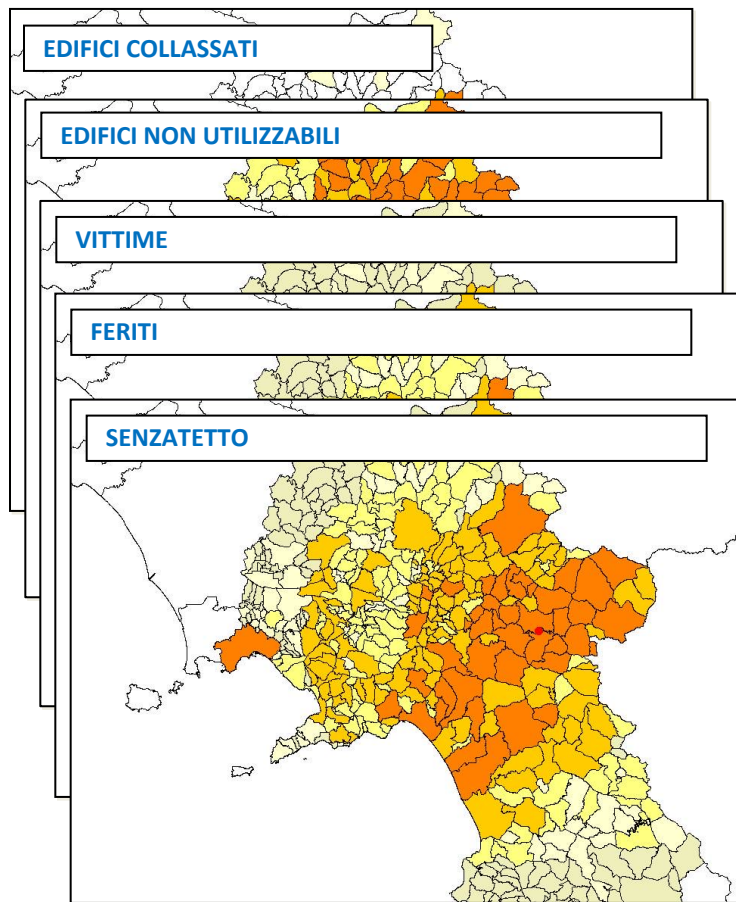 EDIFICI COLLASSATI
EDIFICI NON UTILIZZABILI
VITTIME
FERITI
SENZATETTO